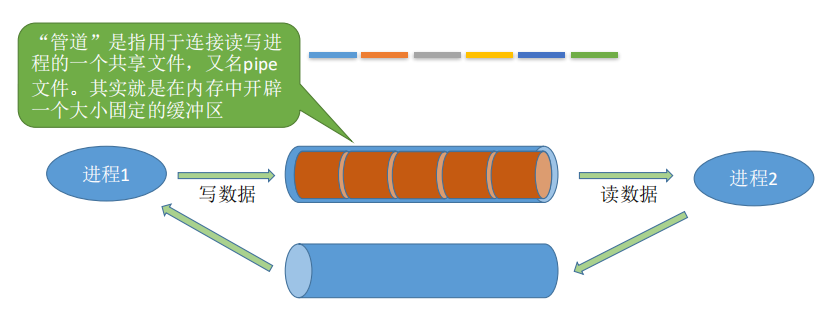 “管道”是指用于连接读写进
程的一个共享文件，又名pipe
文件。其实就是在内存中开辟
一个大小固定的缓冲区
进程1
写数据
读数据
进程2